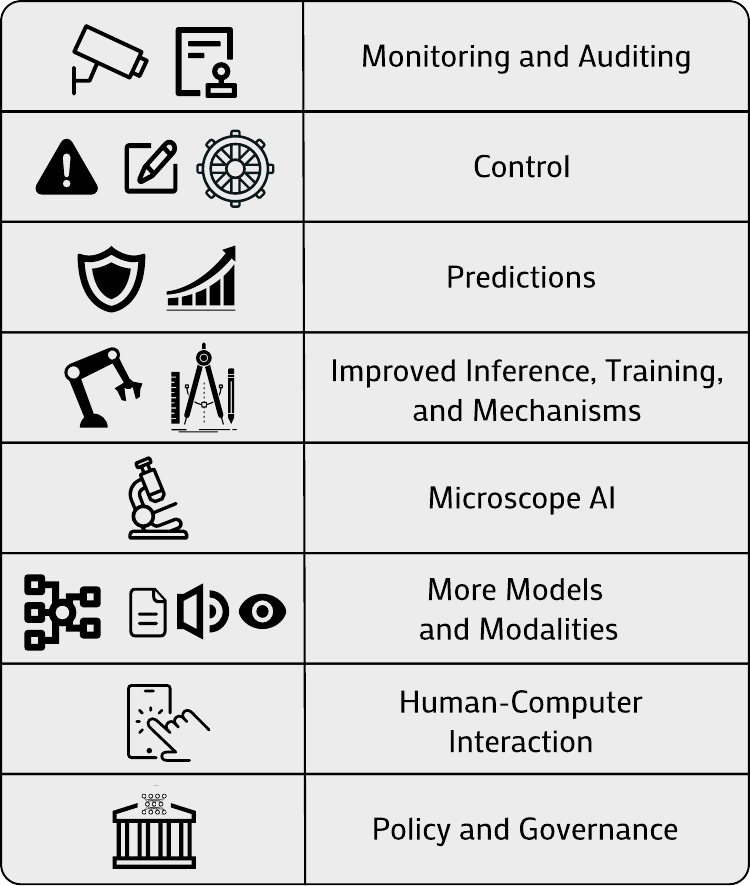 Monitoring and Auditing
Control
Predictions
Improved Inference, Training,
and Mechanisms
Microscope AI
More Models
and Modalities
Human-Computer
Interaction
Policy and Governance